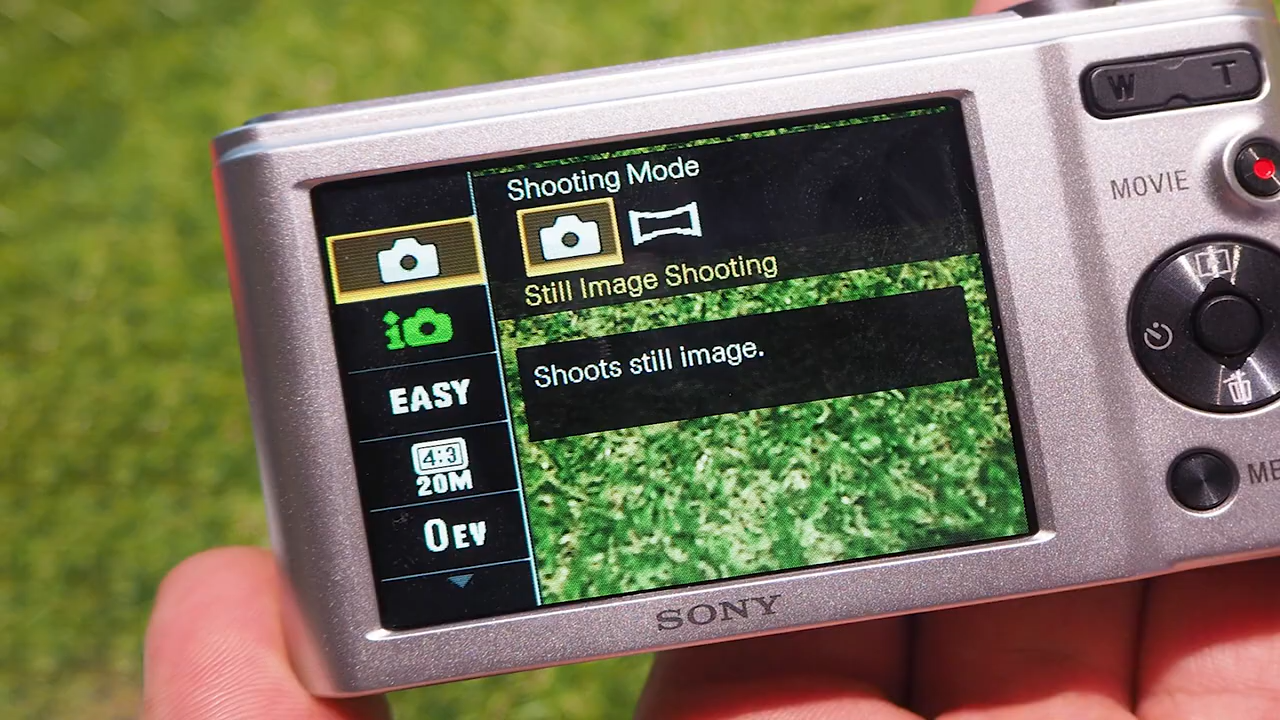 Shooting Mode
Still Image Shooting
Shoots still image.
i
EASY
4:3
20M
0EV
SONY
W T
MOVIE